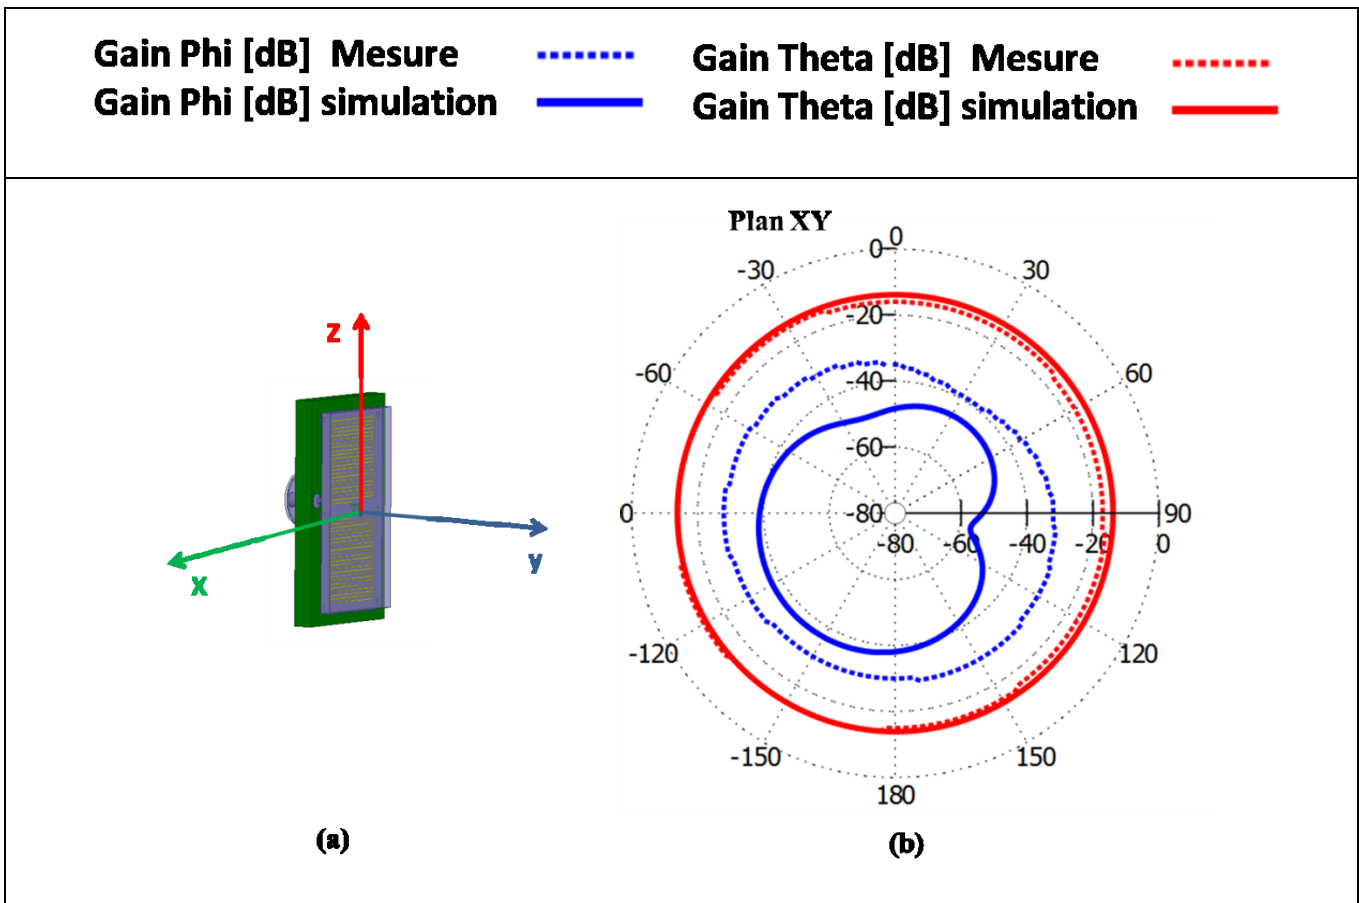 Gain Phi [dB] Mesure
Gain Phi [dB] simulation
Gain Theta [dB] Mesure
Gain Theta [dB] simulation
z
x
y
(a)
Plan XY
0
0
-30
30
-20
-60
60
-40
-60
0
-80
90
-80
-60
-40
-20
0
-120
120
-150
150
180
(b)